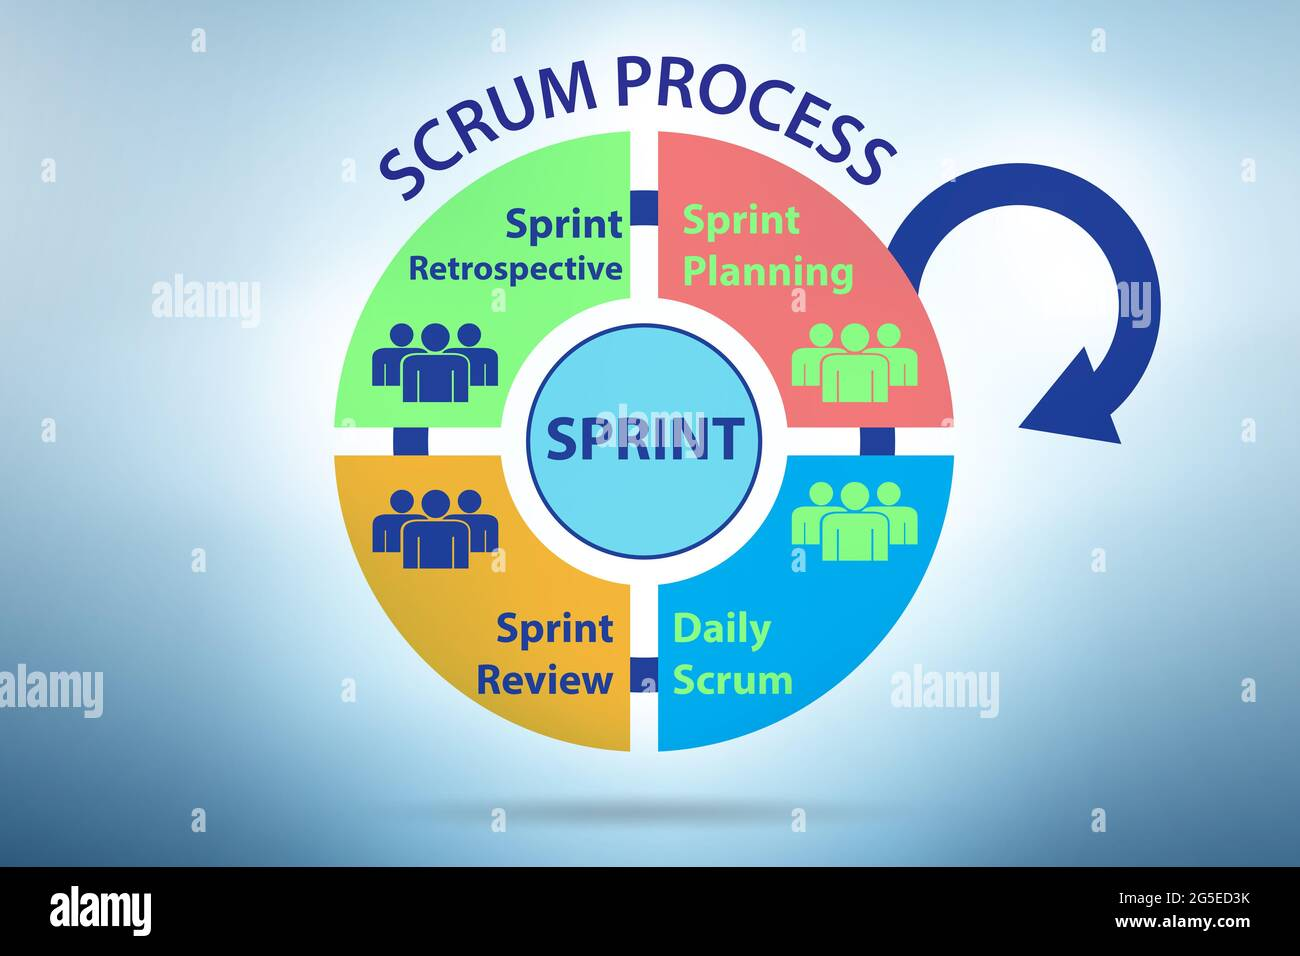 SCRUM PROCESS
Sprint
Retrospective
Sprint
Planning
SPRINT
Sprint
Review
Daily
Scrum
alamy
alamy
alamy
alamy
a
a
a
a
alamy
Image ID: 2G5ED3K
www.alamy.com